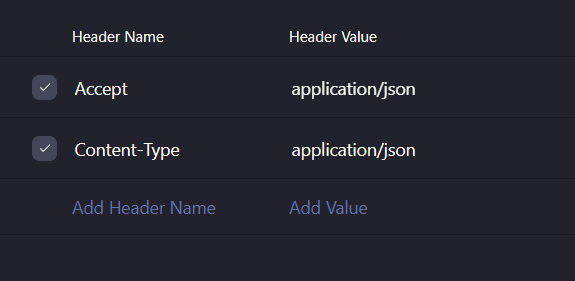 Header Name Header Value
Accept application/json
Content-Type application/json
Add Header Name Add Value